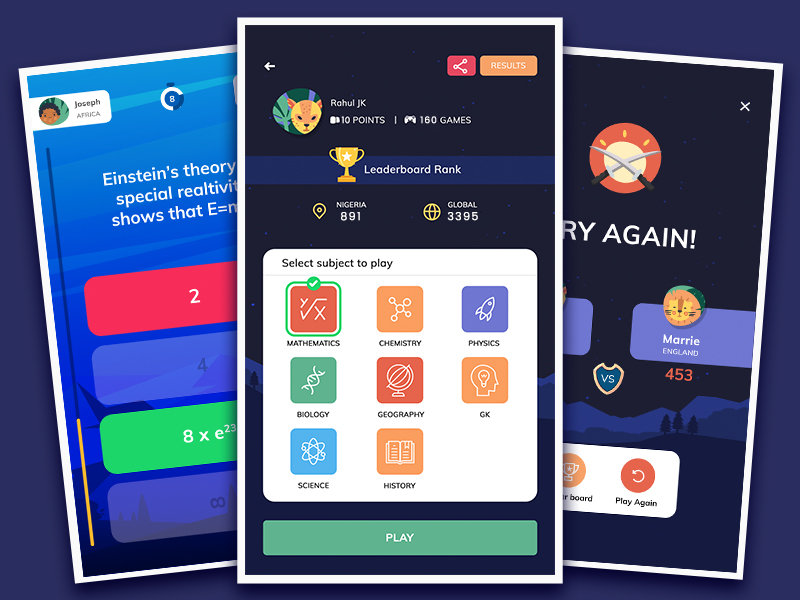 Joseph
AFRICA
8
Einstein's theory
special realtivit
shows that E=m
2
4
8 x e23
∞
RESULTS
Rahul JK
10 POINTS | 160 GAMES
Leaderboard Rank
NIGERIA
891
GLOBAL
3395
Select subject to play
√x
MATHEMATICS
CHEMISTRY
PHYSICS
BIOLOGY
GEOGRAPHY
GK
SCIENCE
HISTORY
PLAY
RY AGAIN!
Marrie
ENGLAND
VS
453
board
Play Again